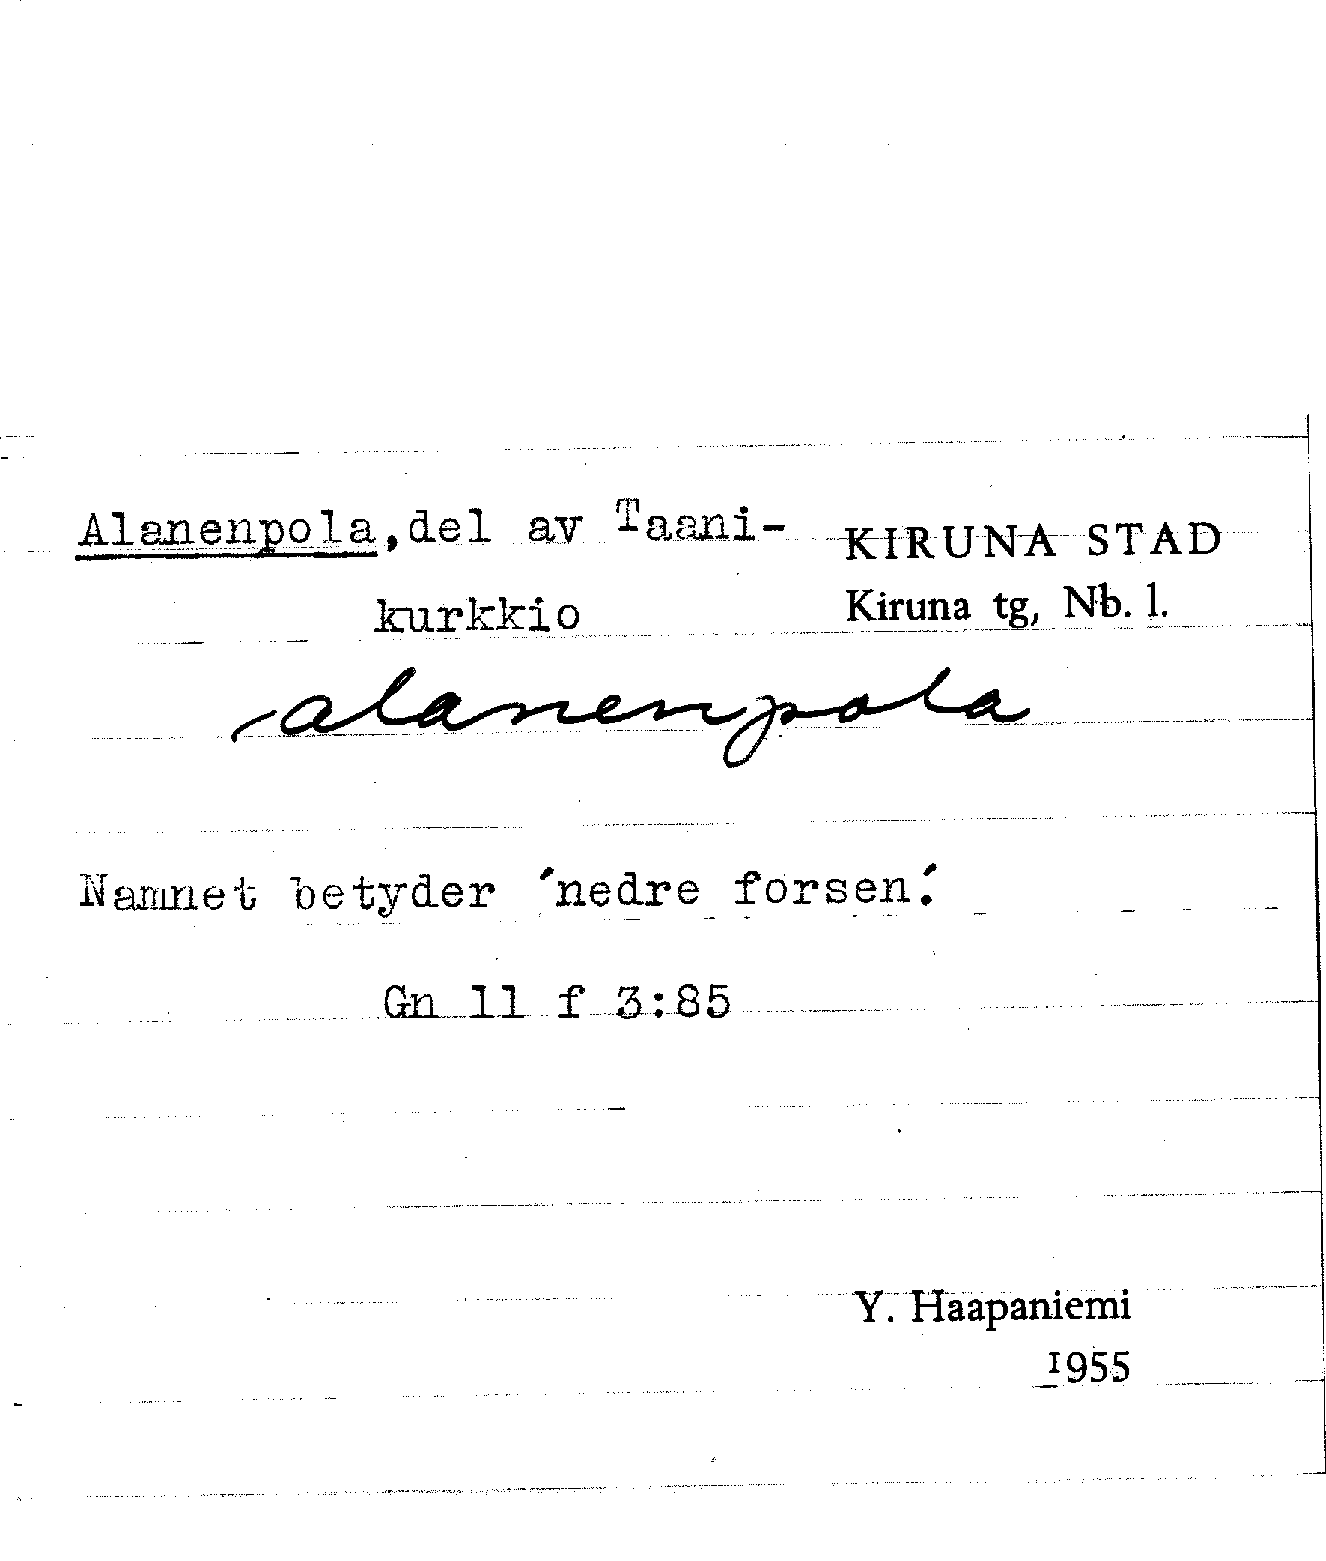 Alanenpola, del av Taani-
kurkkio
KIRUNA STAD
Kiruna tg, Nb. l.
alanenpola
Namnet betyder 'nedre forsen'.
Gn 11 f 3:85
Y. Haapaniemi
1955